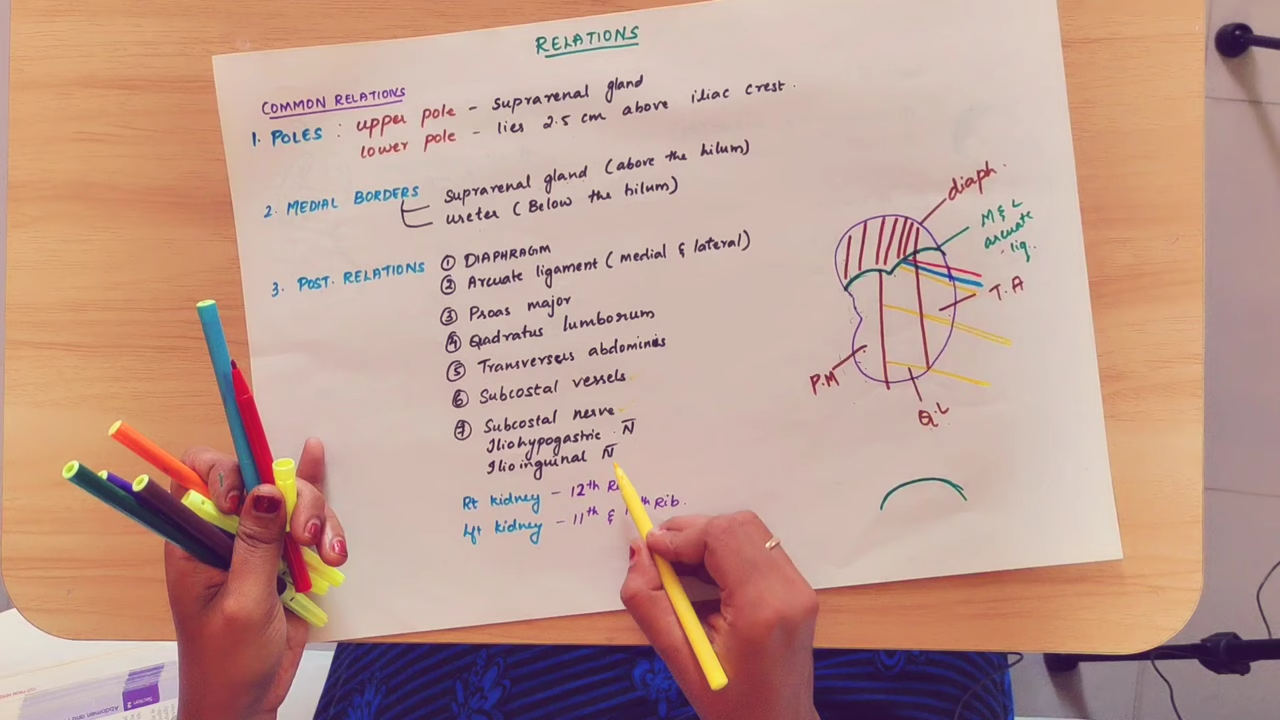 RELATIONS
COMMON RELATIONS
1. POLES : upper pole - suprarenal gland
lower pole - lies 2.5 cm above iliac crest.
2. MEDIAL BORDERS
Suprarenal gland (above the hilum)
ureter (Below the hilum)
3. POST. RELATIONS
① DIAPHRAGM
② Arcuate ligament (medial & lateral)
③ Psoas major
④ Qadratus lumborum
⑤ Transversus abdominis
⑥ Subcostal vessels
⑦ Subcostal nerve
Iliohypogastric N̅
Ilioinguinal N̅
Rt kidney - 12th
Lft kidney - 11th & Rib.
diaph.
M & L
arcuate
lig.
T.A
P.M
Q.L
Section 2